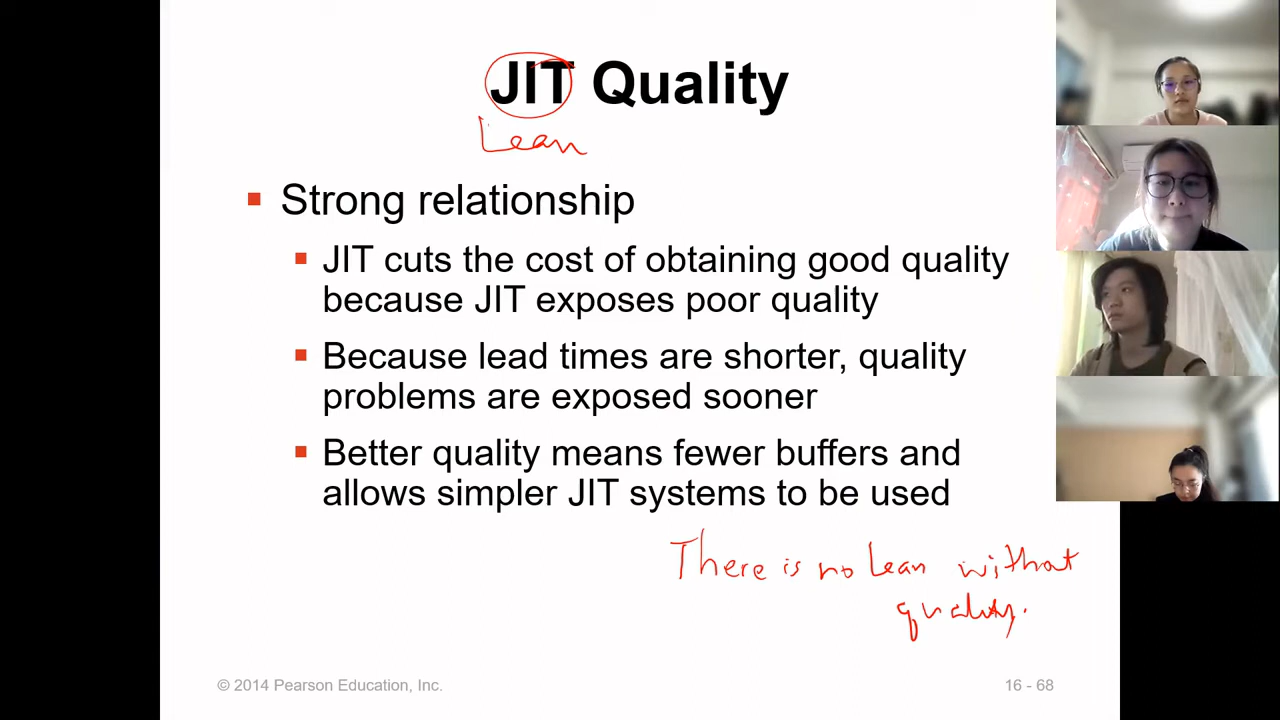 JIT Quality
Lean
Strong relationship
JIT cuts the cost of obtaining good quality
because JIT exposes poor quality
Because lead times are shorter, quality
problems are exposed sooner
Better quality means fewer buffers and
allows simpler JIT systems to be used
There is no Lean without
quality.
© 2014 Pearson Education, Inc.
16 - 68